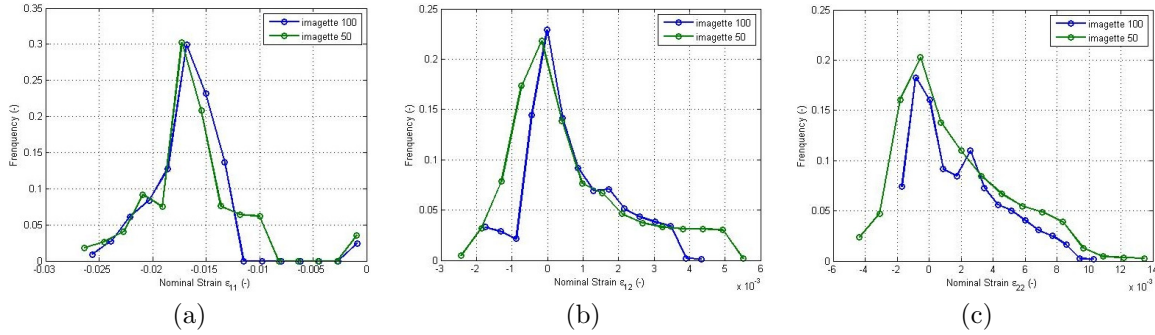 imagette 100
imagette 50
Frenquency (-)
0.35
0.3
0.25
0.2
0.15
0.1
0.05
0
-0.03
-0.025
-0.02
-0.015
-0.01
-0.005
0
Nominal Strain ε11 (-)
(a)
imagette 100
imagette 50
Frenquency (-)
0.25
0.2
0.15
0.1
0.05
0
-3
-2
-1
0
1
2
3
4
5
6
x 10⁻³
Nominal Strain ε12 (-)
(b)
imagette 100
imagette 50
Frenquency (-)
0.25
0.2
0.15
0.1
0.05
0
-6
-4
-2
0
2
4
6
8
10
12
14
x 10⁻³
Nominal Strain ε22 (-)
(c)